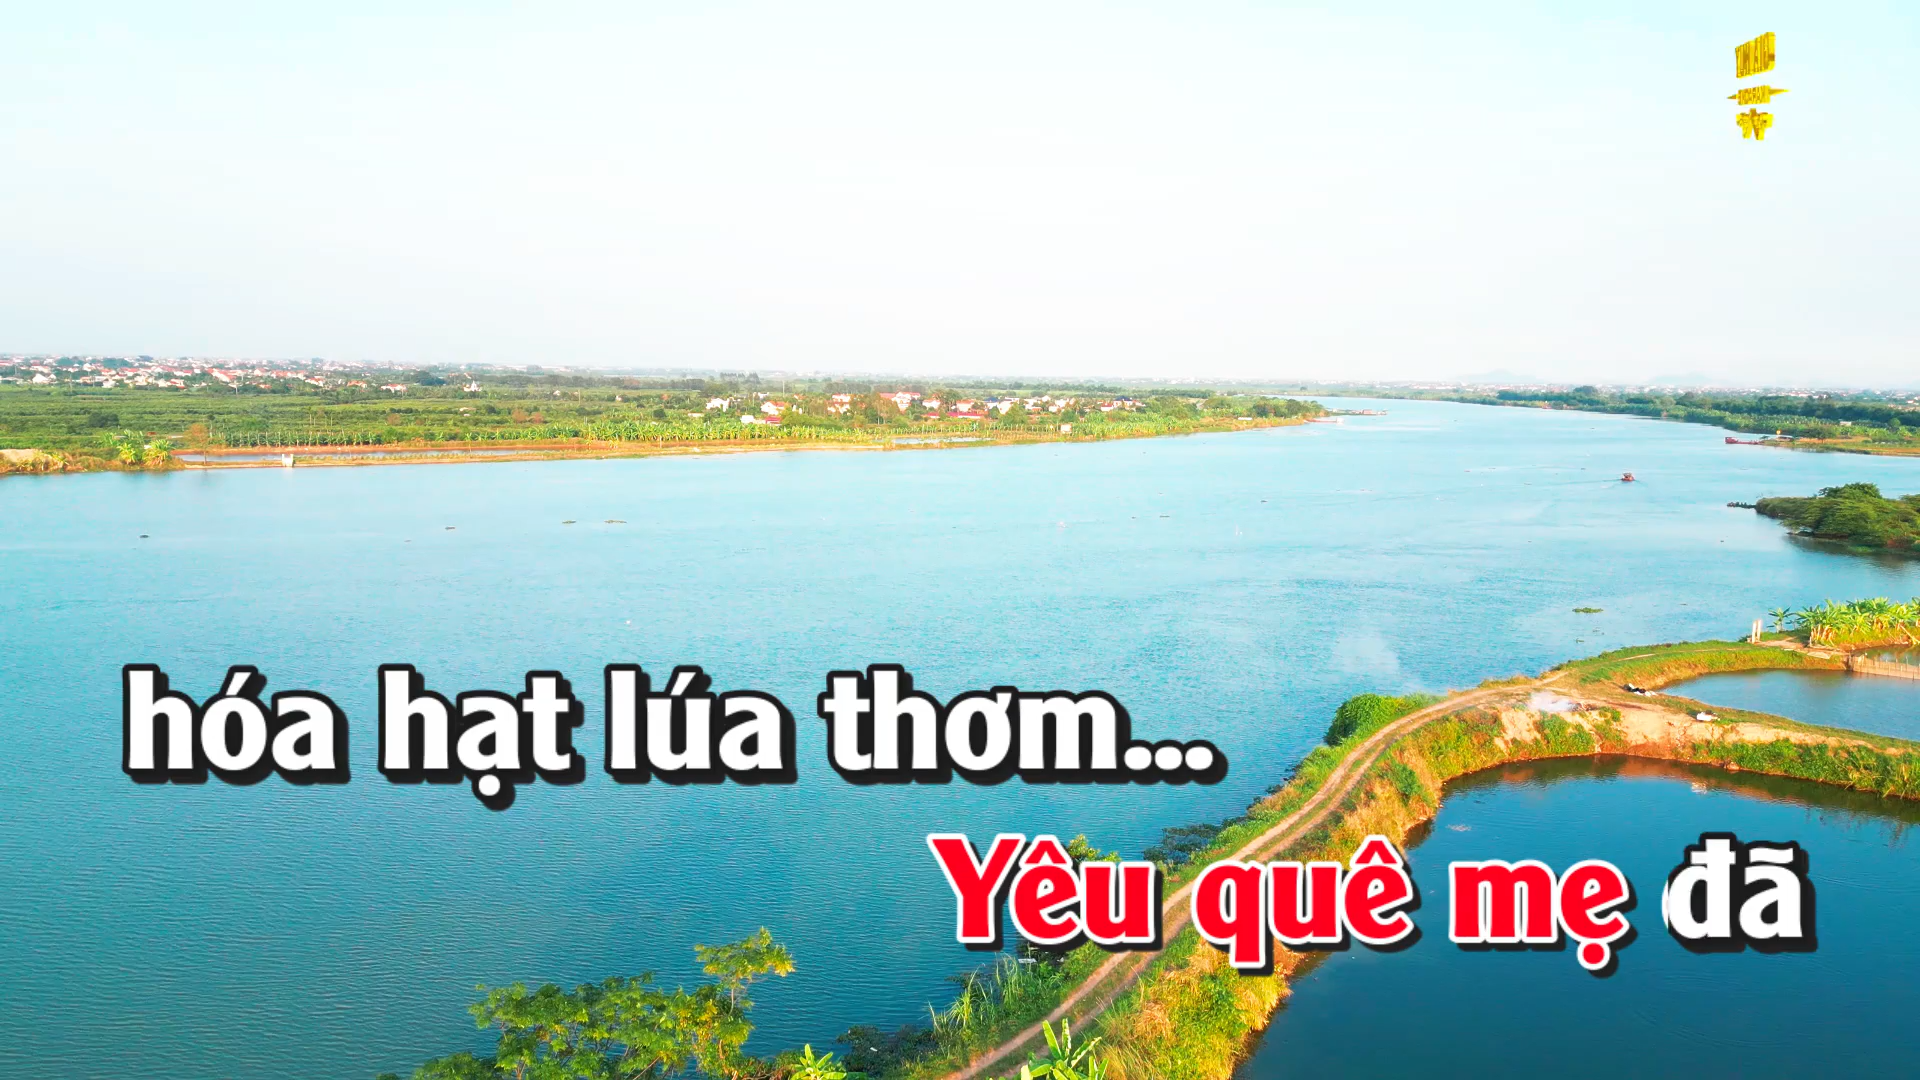 hóa hạt lúa thơm...
Yêu quê mẹ đã